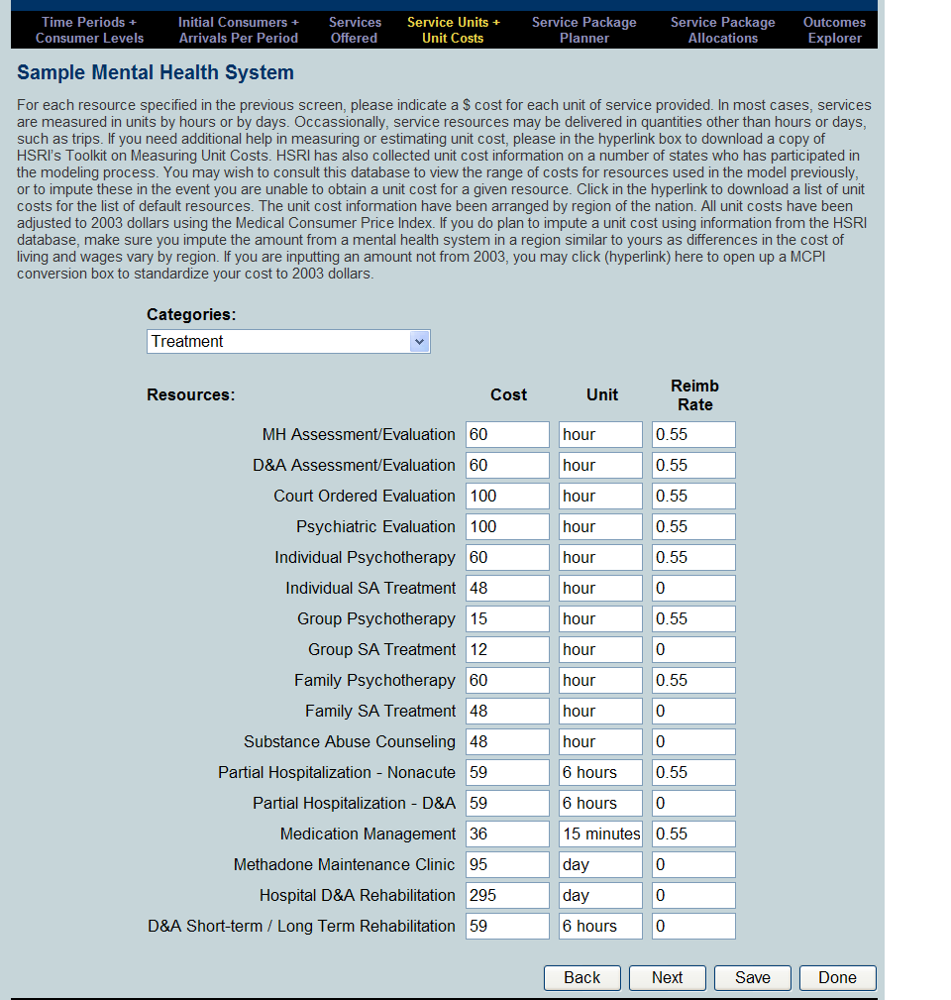 Time Periods + Consumer Levels
Initial Consumers + Arrivals Per Period
Services Offered
Service Units + Unit Costs
Service Package Planner
Service Package Allocations
Outcomes Explorer
Sample Mental Health System
For each resource specified in the previous screen, please indicate a $ cost for each unit of service provided. In most cases, services
are measured in units by hours or by days. Occassionally, service resources may be delivered in quantities other than hours or days,
such as trips. If you need additional help in measuring or estimating unit cost, please in the hyperlink box to download a copy of
HSRI's Toolkit on Measuring Unit Costs. HSRI has also collected unit cost information on a number of states who has participated in
the modeling process. You may wish to consult this database to view the range of costs for resources used in the model previously,
or to impute these in the event you are unable to obtain a unit cost for a given resource. Click in the hyperlink to download a list of unit
costs for the list of default resources. The unit cost information have been arranged by region of the nation. All unit costs have been
adjusted to 2003 dollars using the Medical Consumer Price Index. If you do plan to impute a unit cost using information from the HSRI
database, make sure you impute the amount from a mental health system in a region similar to yours as differences in the cost of
living and wages vary by region. If you are inputting an amount not from 2003, you may click (hyperlink) here to open up a MCPI
conversion box to standardize your cost to 2003 dollars.
Categories:
Treatment
Resources: Cost Unit Reimb Rate
MH Assessment/Evaluation 60 hour 0.55
D&A Assessment/Evaluation 60 hour 0.55
Court Ordered Evaluation 100 hour 0.55
Psychiatric Evaluation 100 hour 0.55
Individual Psychotherapy 60 hour 0.55
Individual SA Treatment 48 hour 0
Group Psychotherapy 15 hour 0.55
Group SA Treatment 12 hour 0
Family Psychotherapy 60 hour 0.55
Family SA Treatment 48 hour 0
Substance Abuse Counseling 48 hour 0
Partial Hospitalization - Nonacute 59 6 hours 0.55
Partial Hospitalization - D&A 59 6 hours 0
Medication Management 36 15 minutes 0.55
Methadone Maintenance Clinic 95 day 0
Hospital D&A Rehabilitation 295 day 0
D&A Short-term / Long Term Rehabilitation 59 6 hours 0
Back Next Save Done